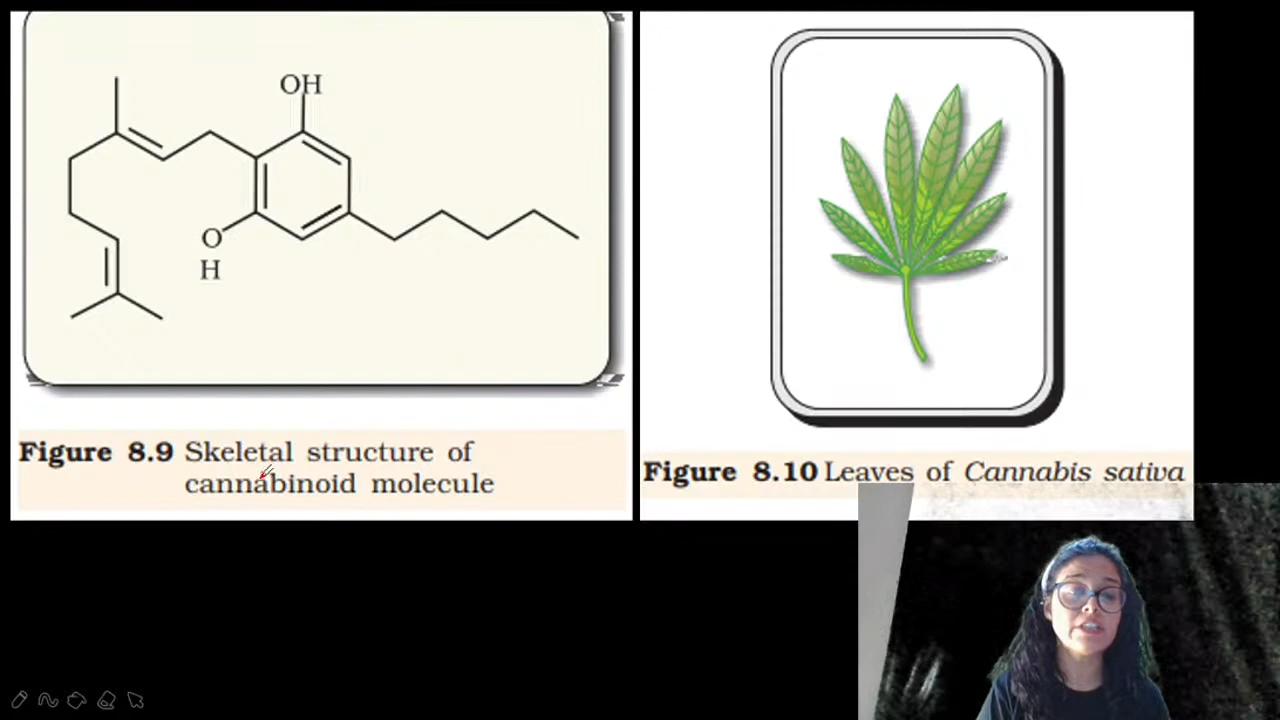 OH
O
H
Figure 8.9 Skeletal structure of
cannabinoid molecule
Figure 8.10 Leaves of Cannabis sativa